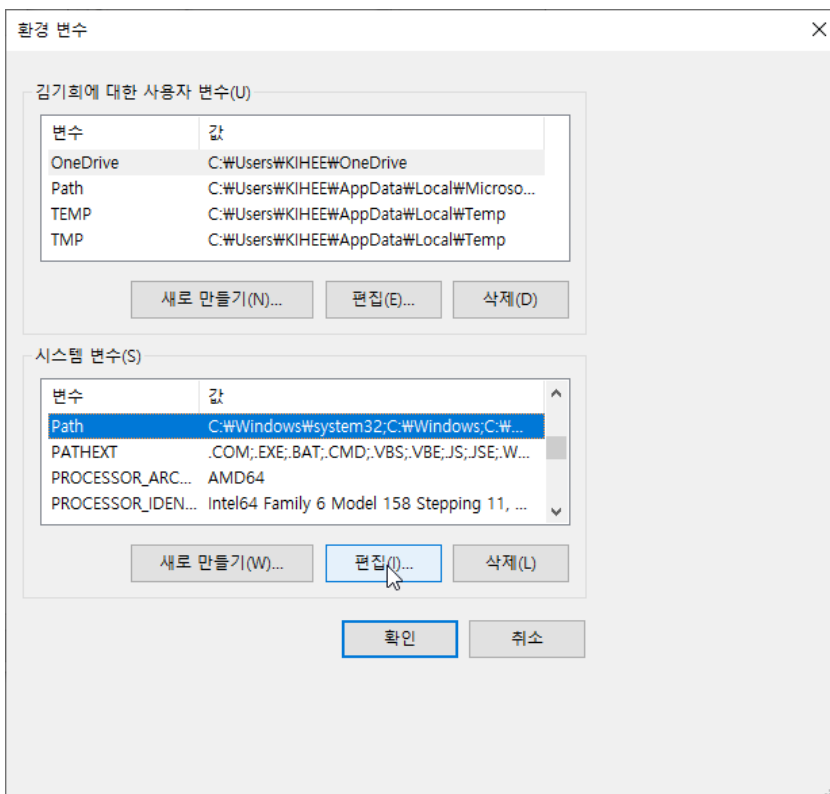 환경 변수
김기희에 대한 사용자 변수(U)
변수 값
OneDrive C:₩Users₩KIHEE₩OneDrive
Path C:₩Users₩KIHEE₩AppData₩Local₩Microso...
TEMP C:₩Users₩KIHEE₩AppData₩Local₩Temp
TMP C:₩Users₩KIHEE₩AppData₩Local₩Temp
새로 만들기(N)... 편집(E)... 삭제(D)
시스템 변수(S)
변수 값
Path C:₩Windows₩system32;C:₩Windows;C:₩...
PATHEXT .COM;.EXE;.BAT;.CMD;.VBS;.VBE;.JS;.JSE;.W...
PROCESSOR_ARC... AMD64
PROCESSOR_IDEN... Intel64 Family 6 Model 158 Stepping 11, ...
새로 만들기(W)... 편집(I)... 삭제(L)
확인 취소